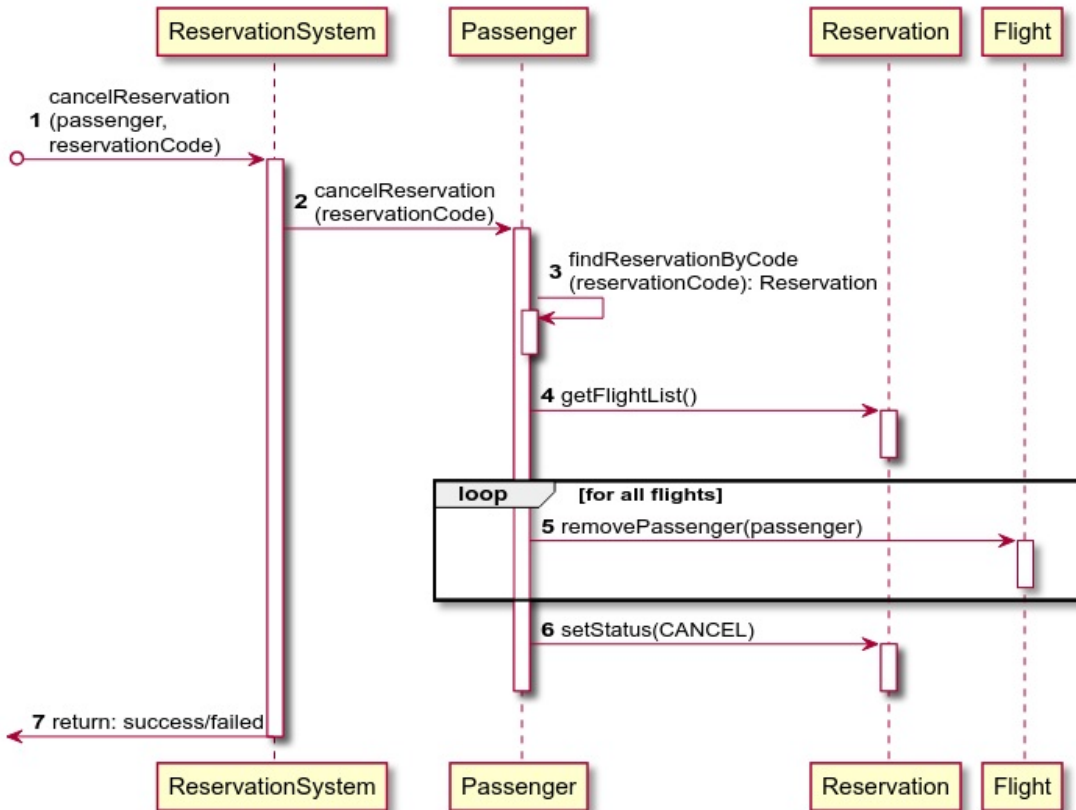 ReservationSystem
Passenger
Reservation
Flight
cancelReservation
1 (passenger,
reservationCode)
2 cancelReservation
(reservationCode)
3 findReservationByCode
(reservationCode): Reservation
4 getFlightList()
loop [for all flights]
5 removePassenger(passenger)
6 setStatus(CANCEL)
7 return: success/failed
ReservationSystem
Passenger
Reservation
Flight